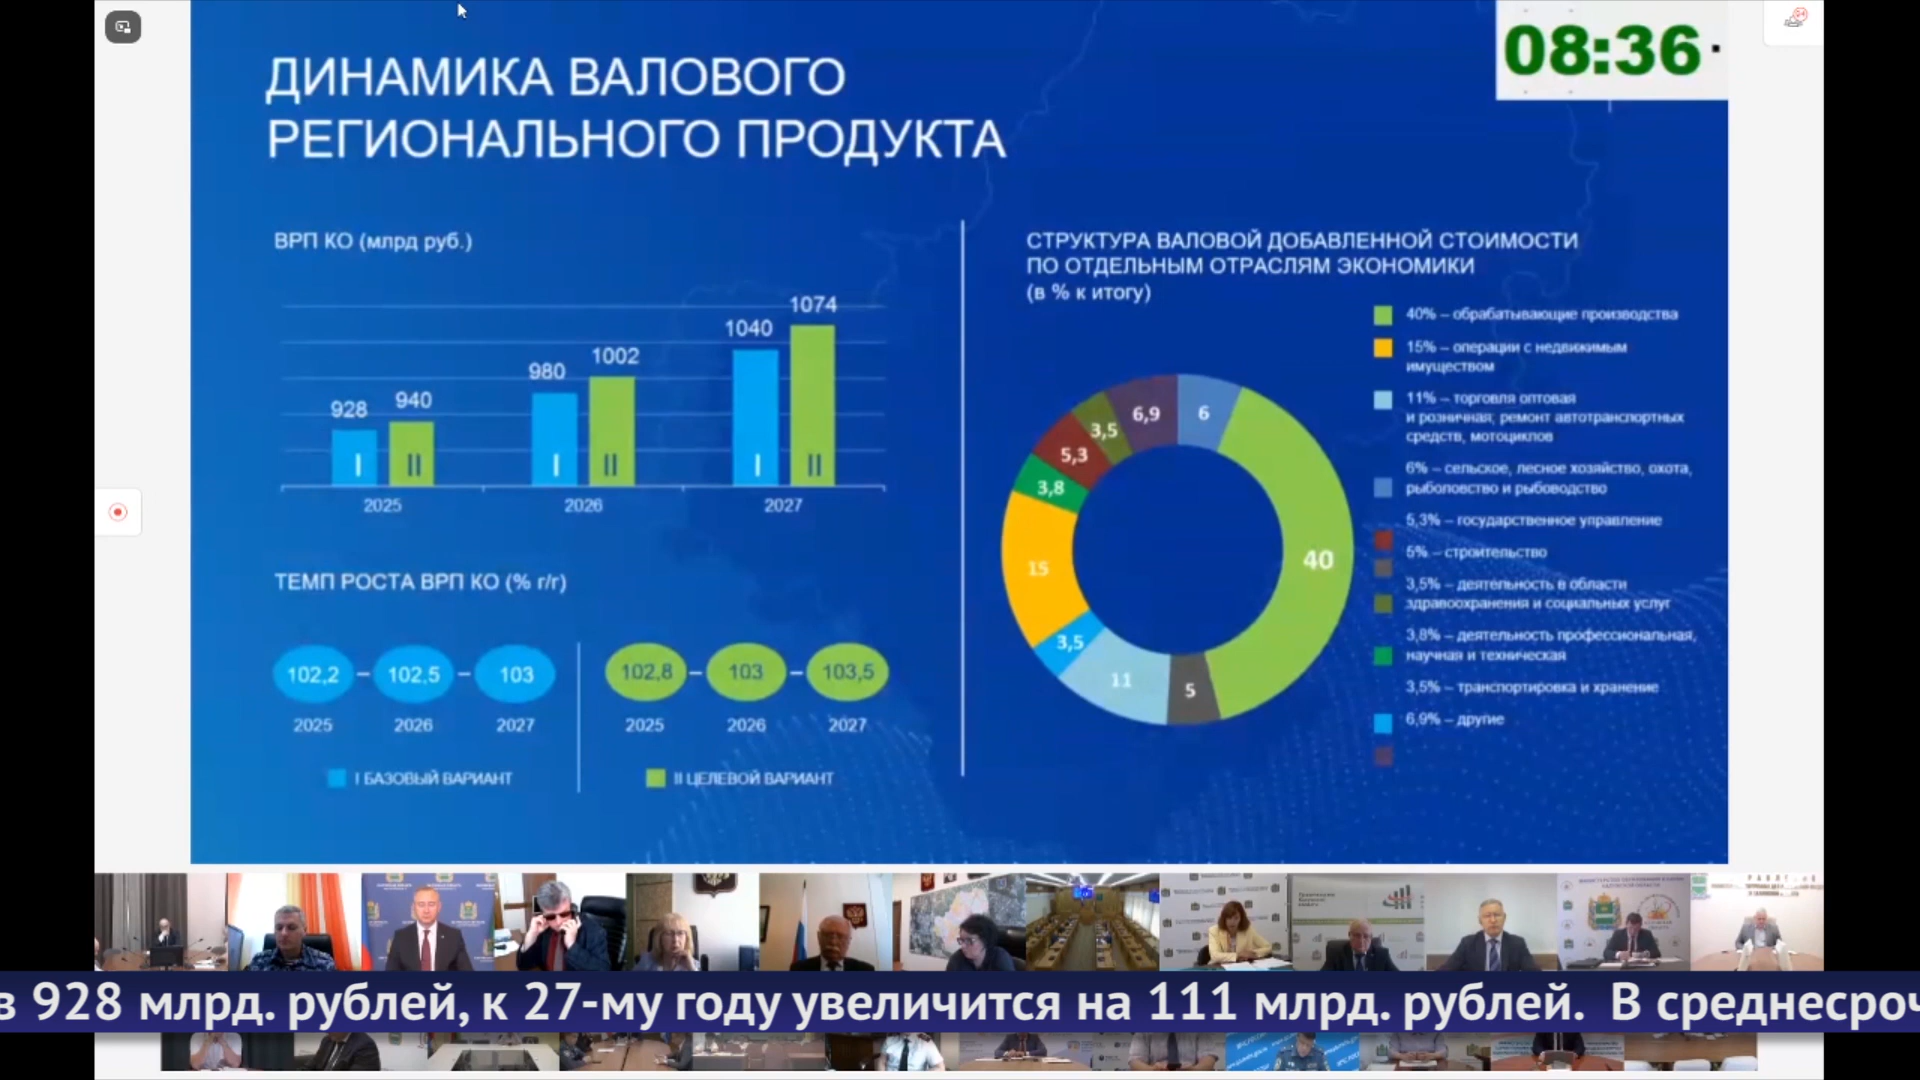 08:36
ДИНАМИКА ВАЛОВОГО
РЕГИОНАЛЬНОГО ПРОДУКТА
ВРП КО (млрд руб.)
928
940
980
1002
1040
1074
I
II
I
II
I
II
2025
2026
2027
ТЕМП РОСТА ВРП КО (% г/г)
102,2 – 102,5 – 103
2025
2026
2027
102,8 – 103 – 103,5
2025
2026
2027
I БАЗОВЫЙ ВАРИАНТ
II ЦЕЛЕВОЙ ВАРИАНТ
СТРУКТУРА ВАЛОВОЙ ДОБАВЛЕННОЙ СТОИМОСТИ
ПО ОТДЕЛЬНЫМ ОТРАСЛЯМ ЭКОНОМИКИ
(в % к итогу)
6
40
5
11
3,5
15
3,8
5,3
3,5
6,9
40% – обрабатывающие производства
15% – операции с недвижимым
имуществом
11% – торговля оптовая
и розничная; ремонт автотранспортных
средств, мотоциклов
6% – сельское, лесное хозяйство, охота,
рыболовство и рыбоводство
5,3% – государственное управление
5% – строительство
3,5% – деятельность в области
здравоохранения и социальных услуг
3,8% – деятельность профессиональная,
научная и техническая
3,5% – транспортировка и хранение
6,9% – другие
в 928 млрд. рублей, к 27-му году увеличится на 111 млрд. рублей. В среднесроч